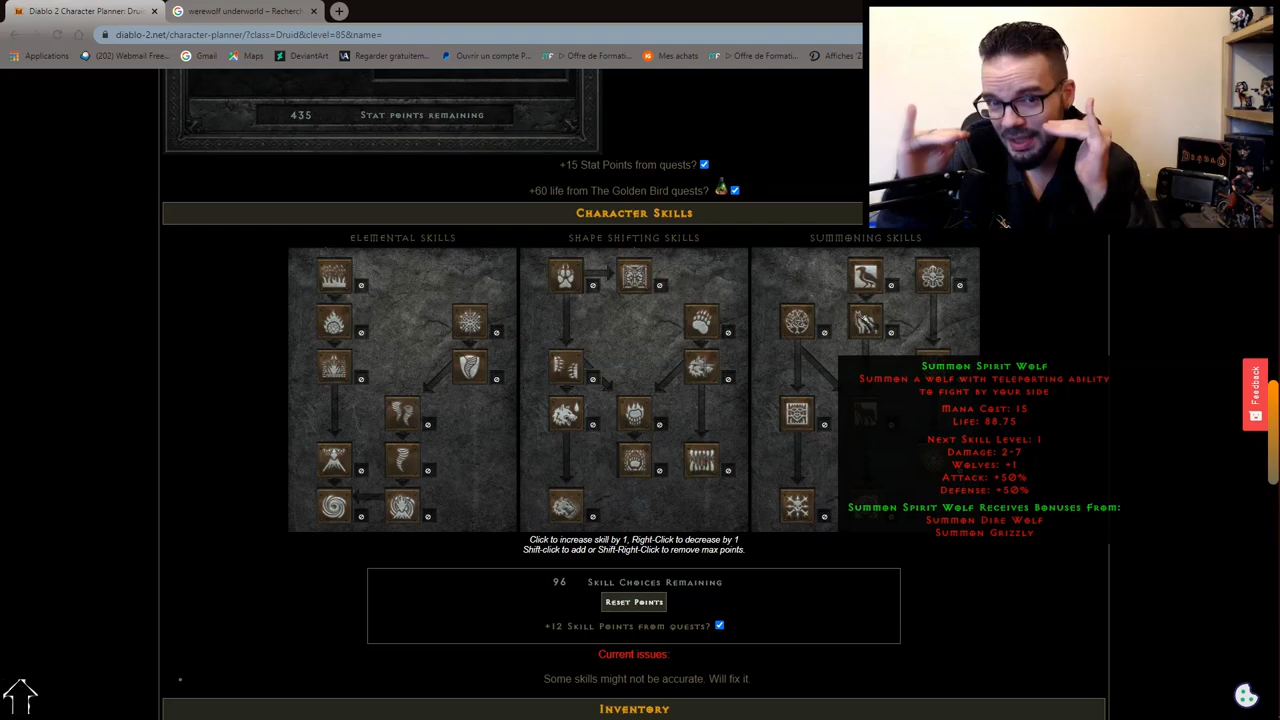 Diablo 2 Character Planner: Druid
werewolf underworld – Recherch
diablo-2.net/character-planner/?class=Druid&clevel=85&name=
Applications
(202) Webmail Free...
Gmail
Maps
DeviantArt
Regarder gratuitem...
Ouvrir un compte P...
▷ Offre de Formati...
Mes achats
▷ Offre de Formati...
Affiches 'Z
435 Stat points remaining
+15 Stat Points from quests?
+60 life from The Golden Bird quests?
Character Skills
Elemental Skills
Shape Shifting Skills
Summoning Skills
Summon Spirit Wolf
Summon a wolf with teleporting ability
to fight by your side
Mana Cost: 15
Life: 88.75
Next Skill Level: 1
Damage: 2-7
Wolves: +1
Attack: +50%
Defense: +50%
Summon Spirit Wolf Receives Bonuses From:
Summon Dire Wolf
Summon Grizzly
Click to increase skill by 1, Right-Click to decrease by 1
Shift-click to add or Shift-Right-Click to remove max points.
96 Skill Choices Remaining
Reset Points
+12 Skill Points from quests?
Current issues:
Some skills might not be accurate. Will fix it.
Inventory
Feedback
Diablo